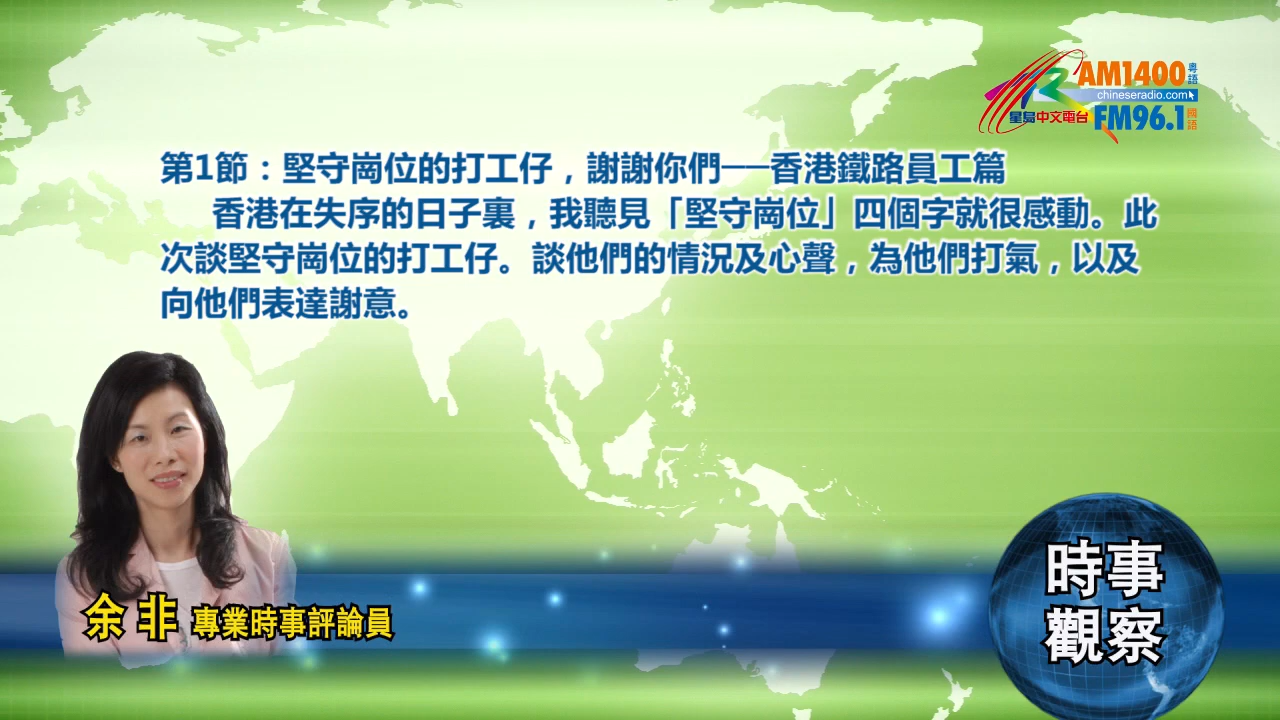 AM1400 粵語
chineseradio.com
星島中文電台 FM96.1 國語
第1節：堅守崗位的打工仔，謝謝你們──香港鐵路員工篇
香港在失序的日子裏，我聽見「堅守崗位」四個字就很感動。此
次談堅守崗位的打工仔。談他們的情況及心聲，為他們打氣，以及
向他們表達謝意。
余非 專業時事評論員
時事
觀察